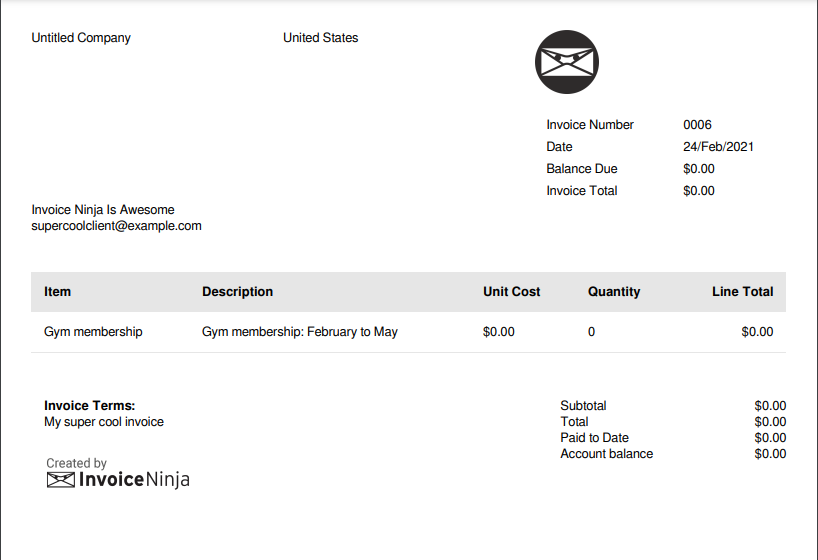 Untitled Company United States
Invoice Number 0006
Date 24/Feb/2021
Balance Due $0.00
Invoice Total $0.00
Invoice Ninja Is Awesome
supercoolclient@example.com
Item Description Unit Cost Quantity Line Total
Gym membership Gym membership: February to May $0.00 0 $0.00
Invoice Terms:
My super cool invoice
Subtotal $0.00
Total $0.00
Paid to Date $0.00
Account balance $0.00
Created by
InvoiceNinja